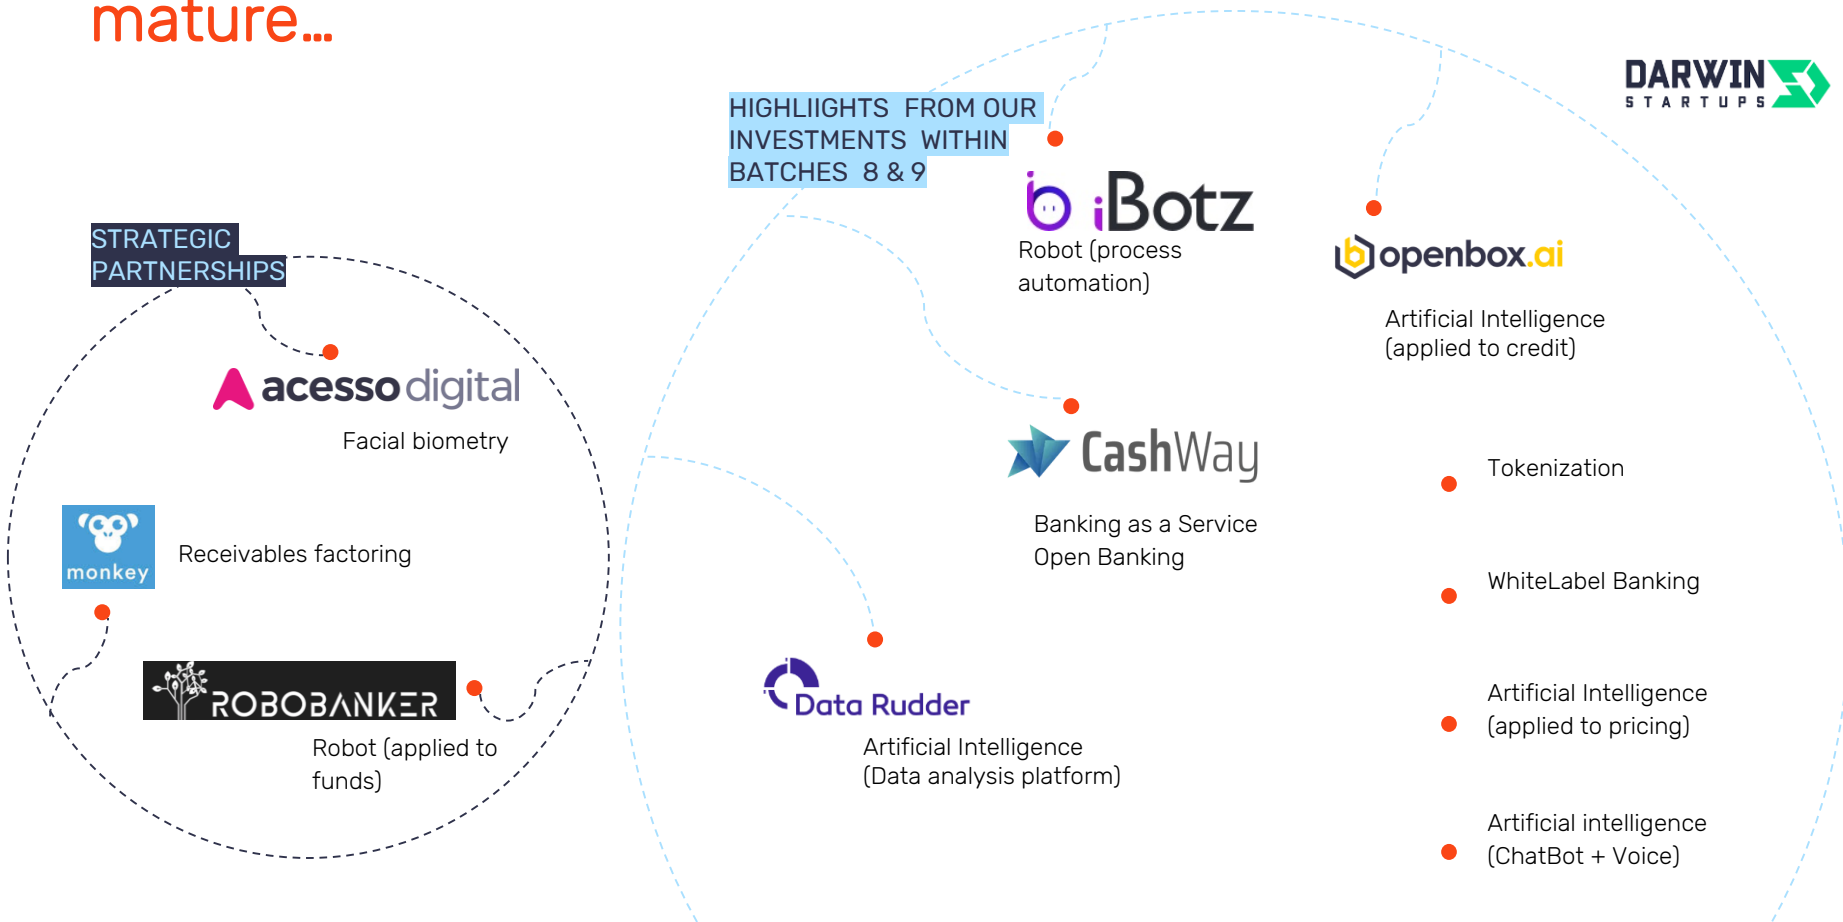 mature...
DARWIN
STARTUPS
HIGHLIIGHTS FROM OUR
INVESTMENTS WITHIN
BATCHES 8 & 9
iBotz
Robot (process
automation)
openbox.ai
Artificial Intelligence
(applied to credit)
STRATEGIC
PARTNERSHIPS
acesso digital
Facial biometry
monkey
Receivables factoring
ROBOBANKER
Robot (applied to
funds)
CashWay
Banking as a Service
Open Banking
Data Rudder
Artificial Intelligence
(Data analysis platform)
Tokenization
WhiteLabel Banking
Artificial Intelligence
(applied to pricing)
Artificial intelligence
(ChatBot + Voice)